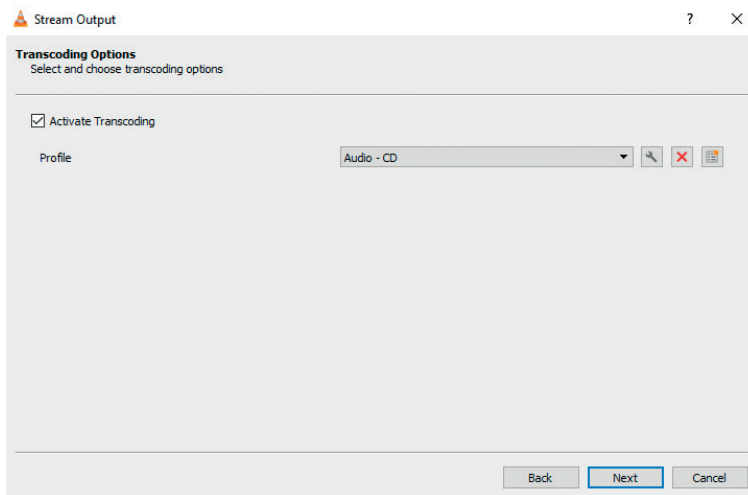 Stream Output
Transcoding Options
Select and choose transcoding options
Activate Transcoding
Profile Audio - CD
Back Next Cancel